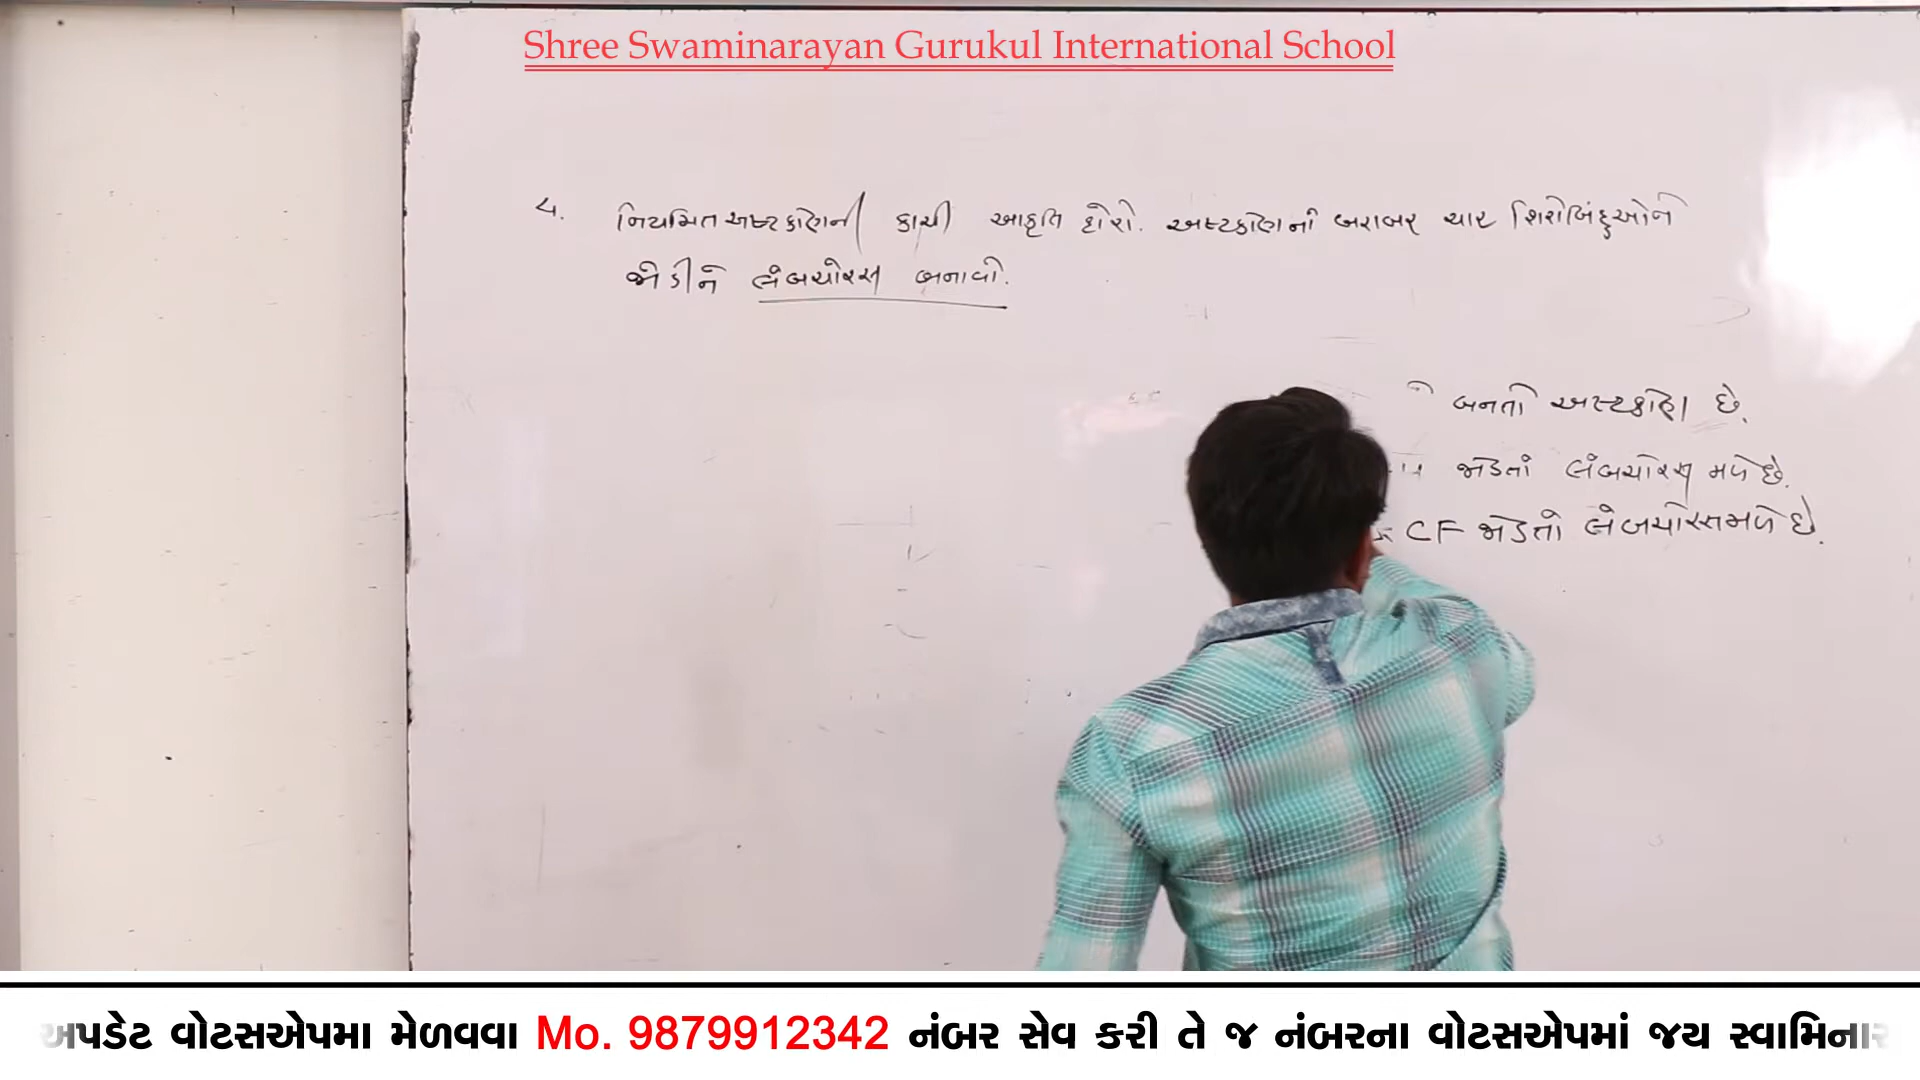 Shree Swaminarayan Gurukul International School
4. નિયમિત અષ્ટકોણની કાચી આકૃતિ દોરો. અષ્ટકોણનાં બરાબર ચાર શિરોબિંદુઓને
જોડીને લંબચોરસ બનાવો.
બનતો અષ્ટકોણ છે.
જોડતાં લંબચોરસ મળે છે.
CF જોડતાં લંબચોરસ મળે છે.
અપડેટ વોટસએપમા મેળવવા Mo. 9879912342 નંબર સેવ કરી તે જ નંબરના વોટસએપમાં જય સ્વામિનાર